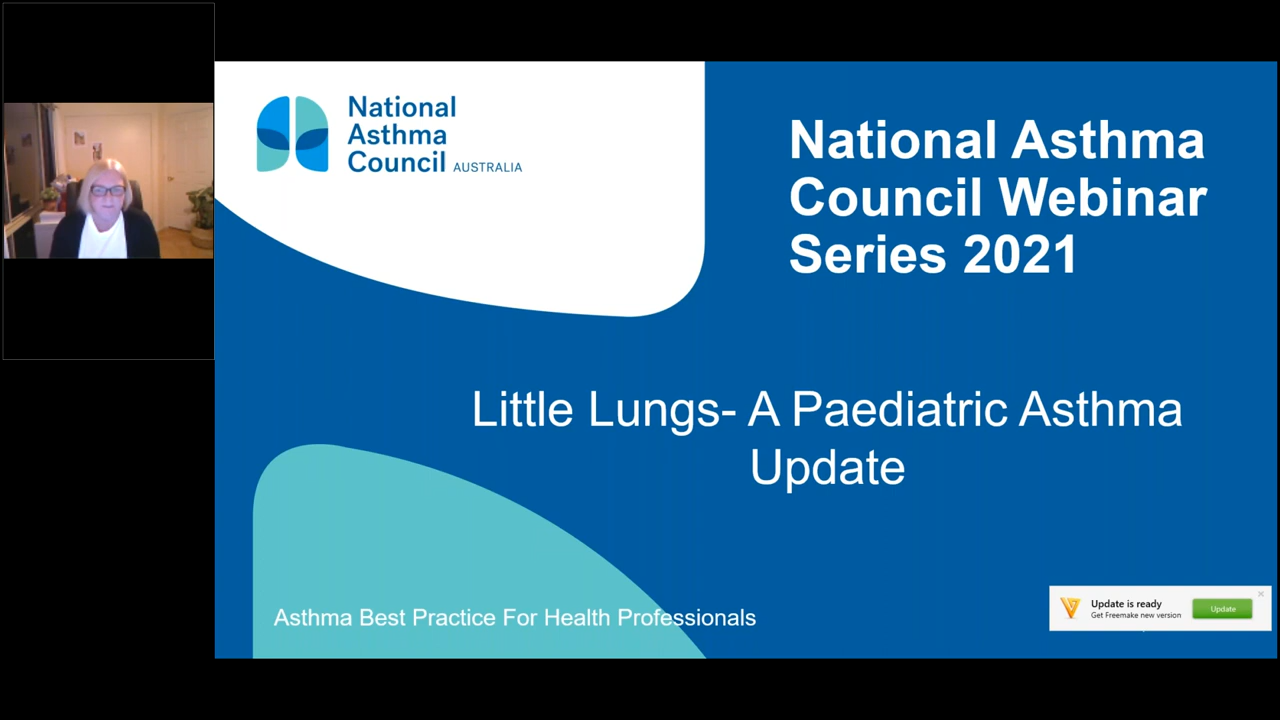 National
Asthma
Council AUSTRALIA
National Asthma
Council Webinar
Series 2021
Little Lungs- A Paediatric Asthma
Update
Asthma Best Practice For Health Professionals
Update is ready
Get Freemake new version
Update